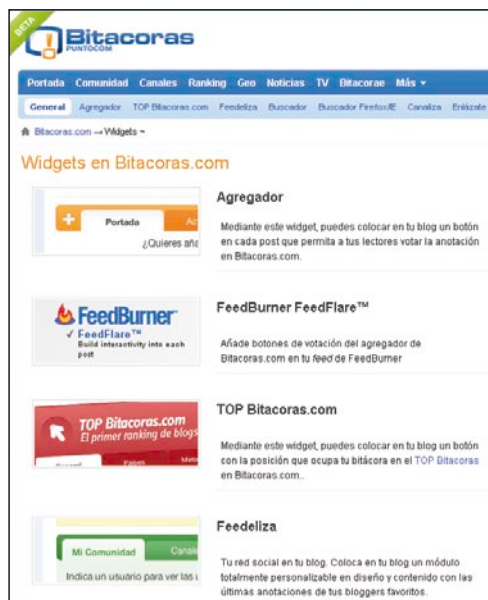 BETA
Bitacoras
PUNTOCOM
Portada Comunidad Canales Ranking Geo Noticias TV Bitacorae Más
General Agregador TOP Bitacoras.com Feedeliza Buscador Buscador Firefox/IE Canaliza Enlázate
Bitacoras.com → Widgets
Widgets en Bitacoras.com
Portada
¿Quieres aña
Agregador
Mediante este widget, puedes colocar en tu blog un botón
en cada post que permita a tus lectores votar la anotación
en Bitacoras.com.
FeedBurner
✓ FeedFlare™
Build interactivity into each
post
FeedBurner FeedFlare™
Añade botones de votación del agregador de
Bitacoras.com en tu feed de FeedBurner
TOP Bitacoras.com
El primer ranking de blogs
TOP Bitacoras.com
Mediante este widget, puedes colocar en tu blog un botón
con la posición que ocupa tu bitácora en el TOP Bitacoras
en Bitacoras.com..
Mi Comunidad Canale
Indica un usuario para ver las u
Feedeliza
Tu red social en tu blog. Coloca en tu blog un módulo
totalmente personalizable en diseño y contenido con las
últimas anotaciones de tus bloggers favoritos.